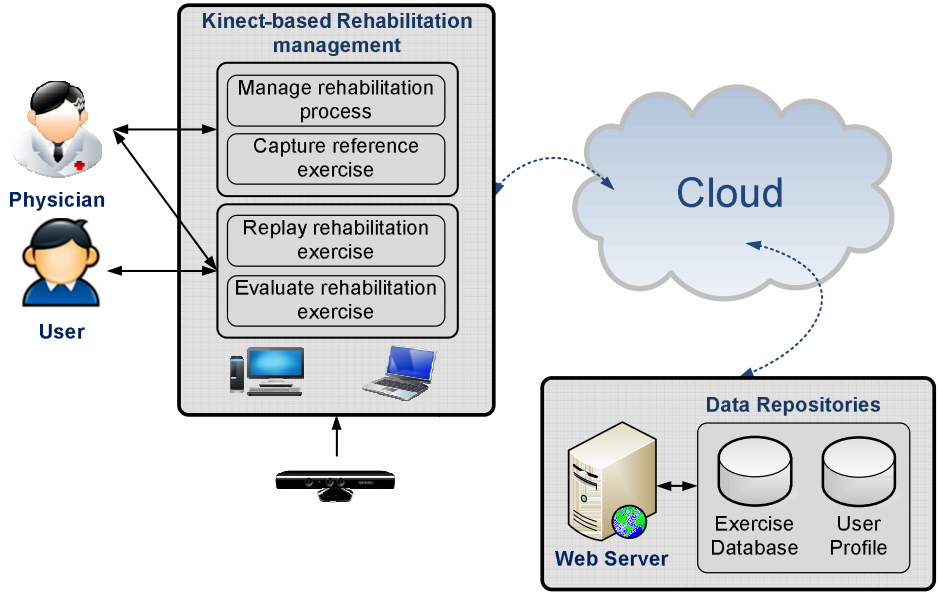 Kinect-based Rehabilitation
management
Manage rehabilitation
process
Capture reference
exercise
Physician
Replay rehabilitation
exercise
Evaluate rehabilitation
exercise
User
Cloud
Data Repositories
Exercise
Database
User
Profile
Web Server